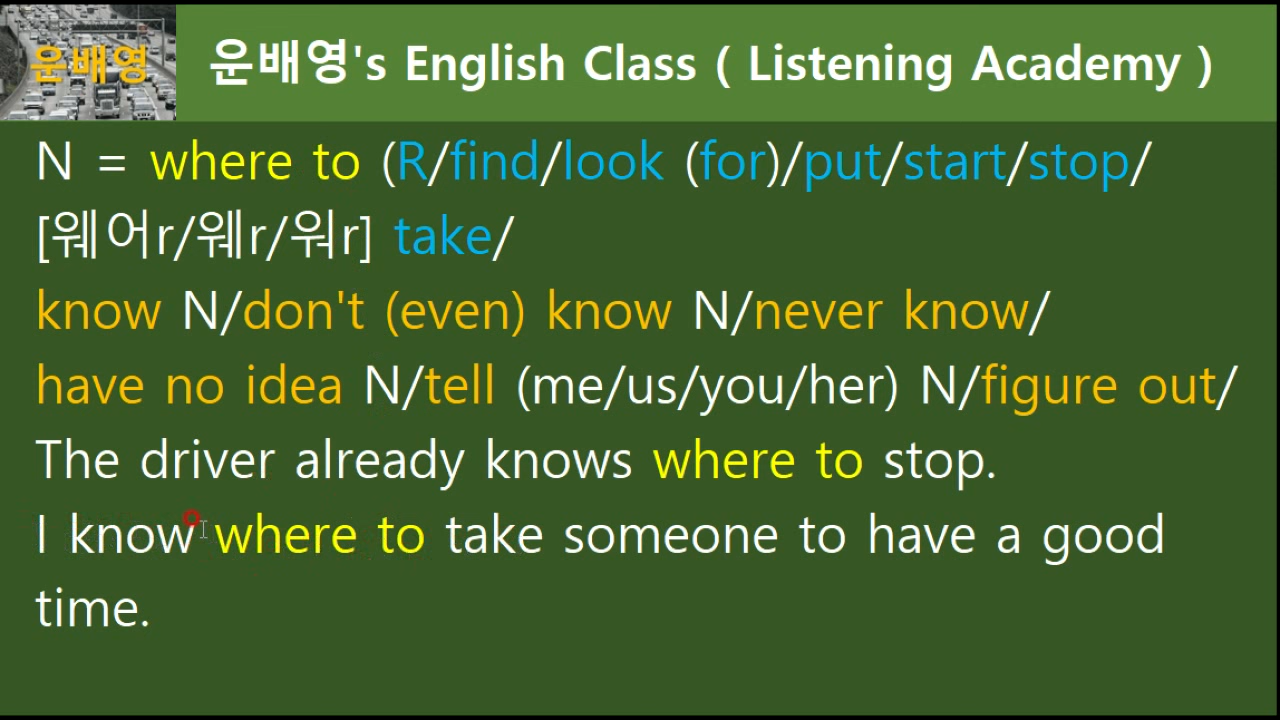 운배영
운배영's English Class ( Listening Academy )
N = where to (R/find/look (for)/put/start/stop/
[웨어r/웨r/워r] take/
know N/don't (even) know N/never know/
have no idea N/tell (me/us/you/her) N/figure out/
The driver already knows where to stop.
I know where to take someone to have a good
time.